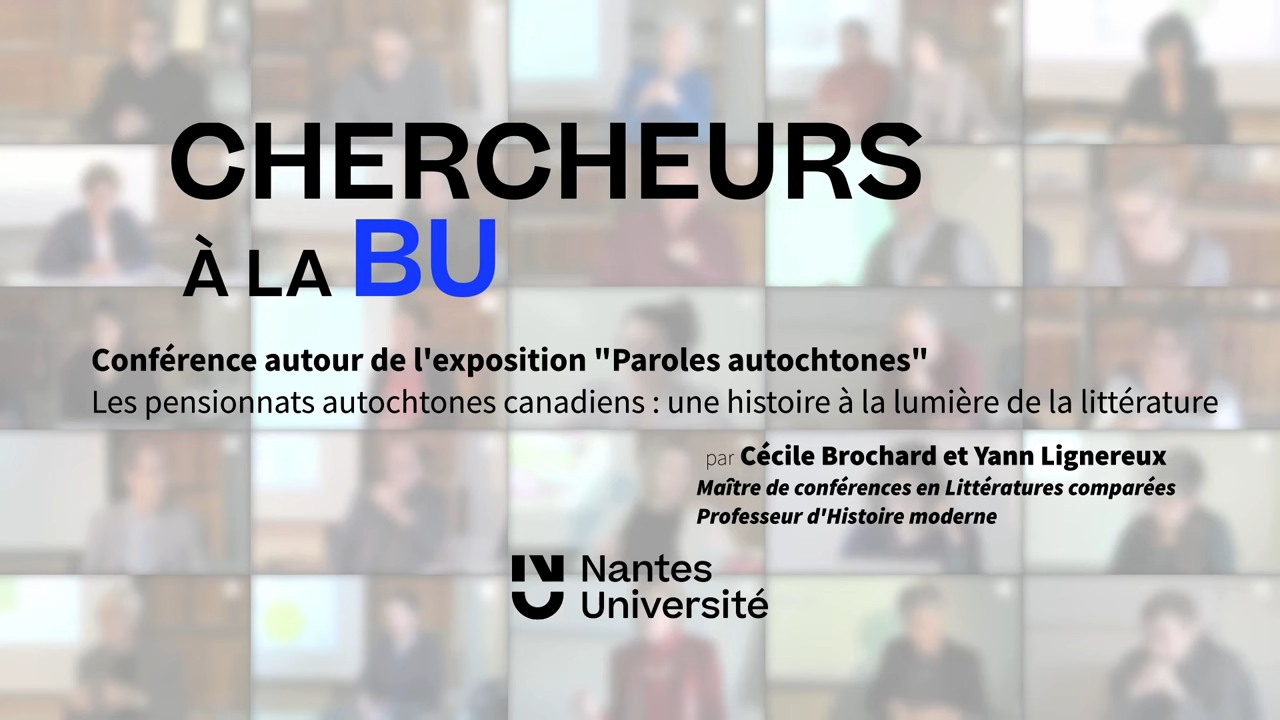 CHERCHEURS
À LA BU
Conférence autour de l'exposition "Paroles autochtones"
Les pensionnats autochtones canadiens : une histoire à la lumière de la littérature
par Cécile Brochard et Yann Lignereux
Maître de conférences en Littératures comparées
Professeur d'Histoire moderne
Nantes
Université